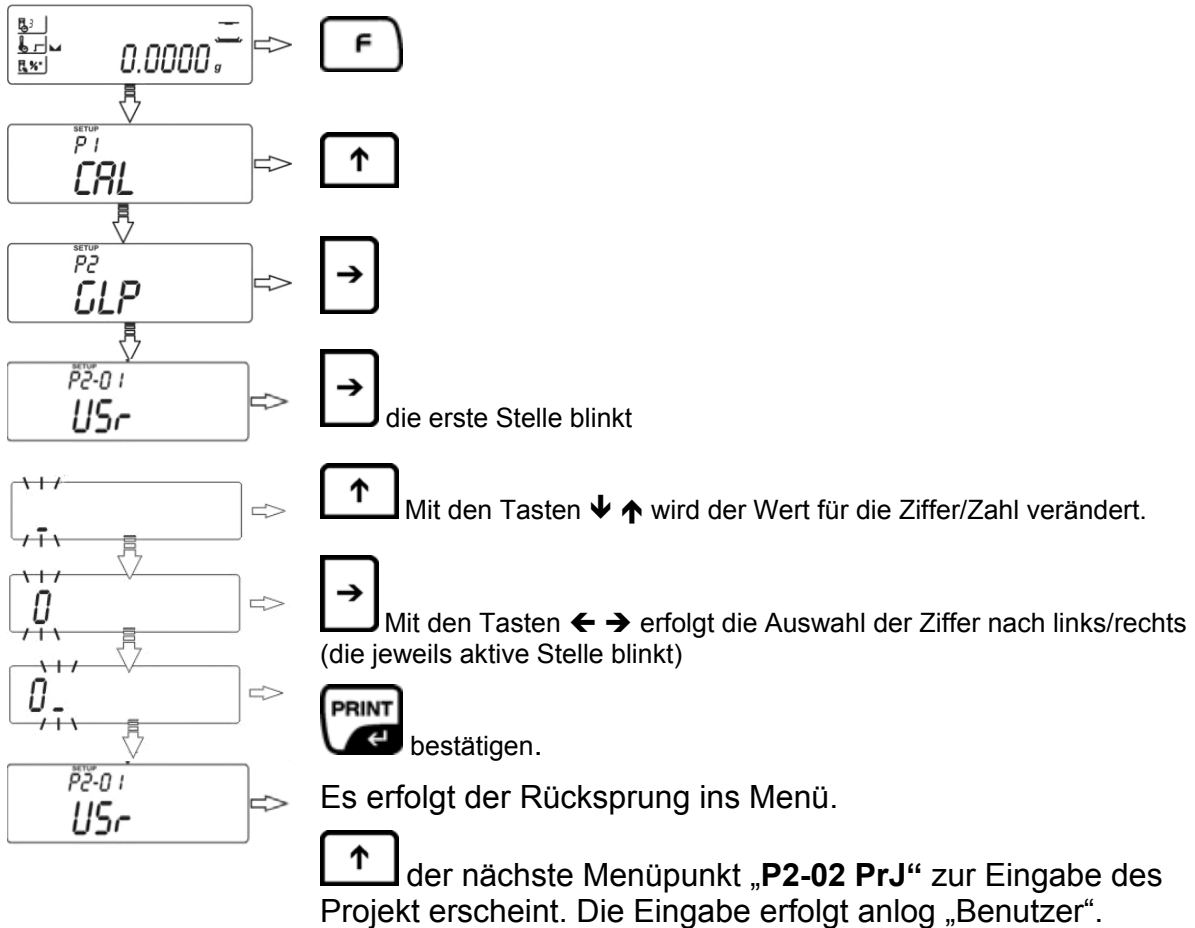 3
%
0.0000 g
F
SETUP
P1
CAL
↑
SETUP
P2
GLP
→
SETUP
P2-01
USr
→ die erste Stelle blinkt
-
↑ Mit den Tasten ↓ ↑ wird der Wert für die Ziffer/Zahl verändert.
0
→ Mit den Tasten ← → erfolgt die Auswahl der Ziffer nach links/rechts
(die jeweils aktive Stelle blinkt)
0_
PRINT
bestätigen.
SETUP
P2-01
USr
Es erfolgt der Rücksprung ins Menü.
↑ der nächste Menüpunkt „P2-02 PrJ“ zur Eingabe des
Projekt erscheint. Die Eingabe erfolgt anlog „Benutzer“.